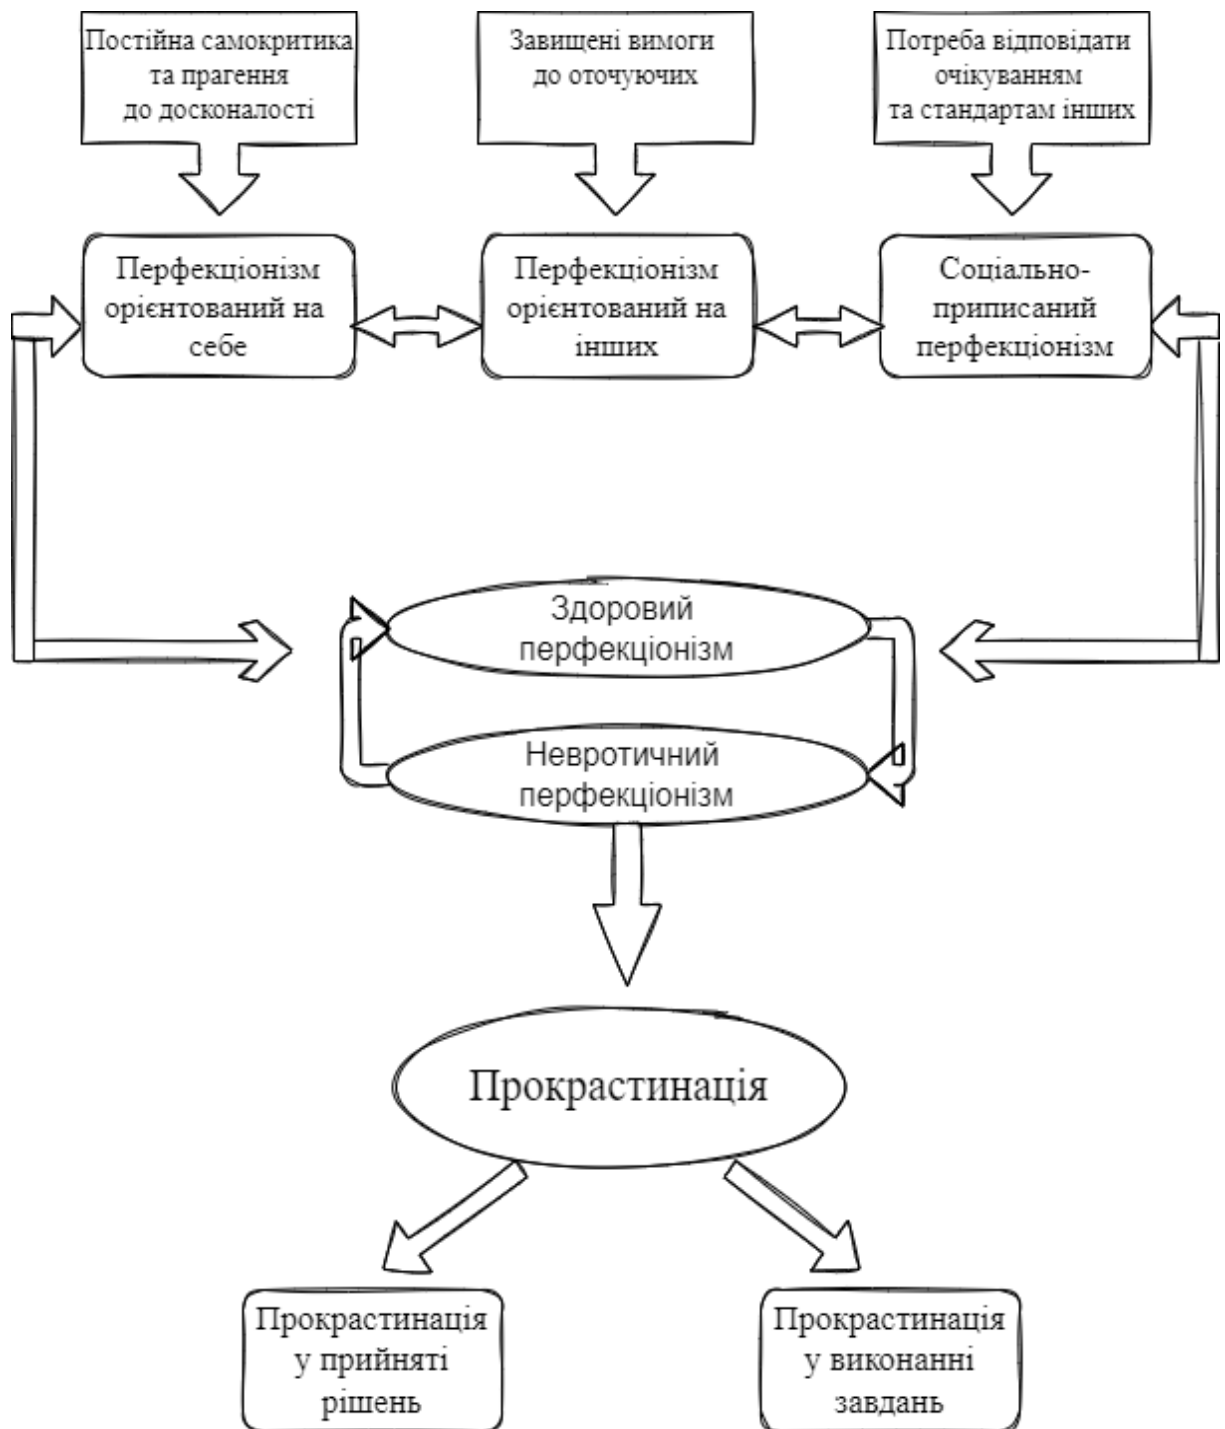 Постійна самокритика
та прагення
до досконалості
Завищені вимоги
до оточуючих
Потреба відповідати
очікуванням
та стандартам інших
Перфекціонізм
орієнтований на
себе
Перфекціонізм
орієнтований на
інших
Соціально-
приписаний
перфекціонізм
Здоровий
перфекціонізм
Невротичний
перфекціонізм
Прокрастинація
Прокрастинація
у прийняті
рішень
Прокрастинація
у виконанні
завдань